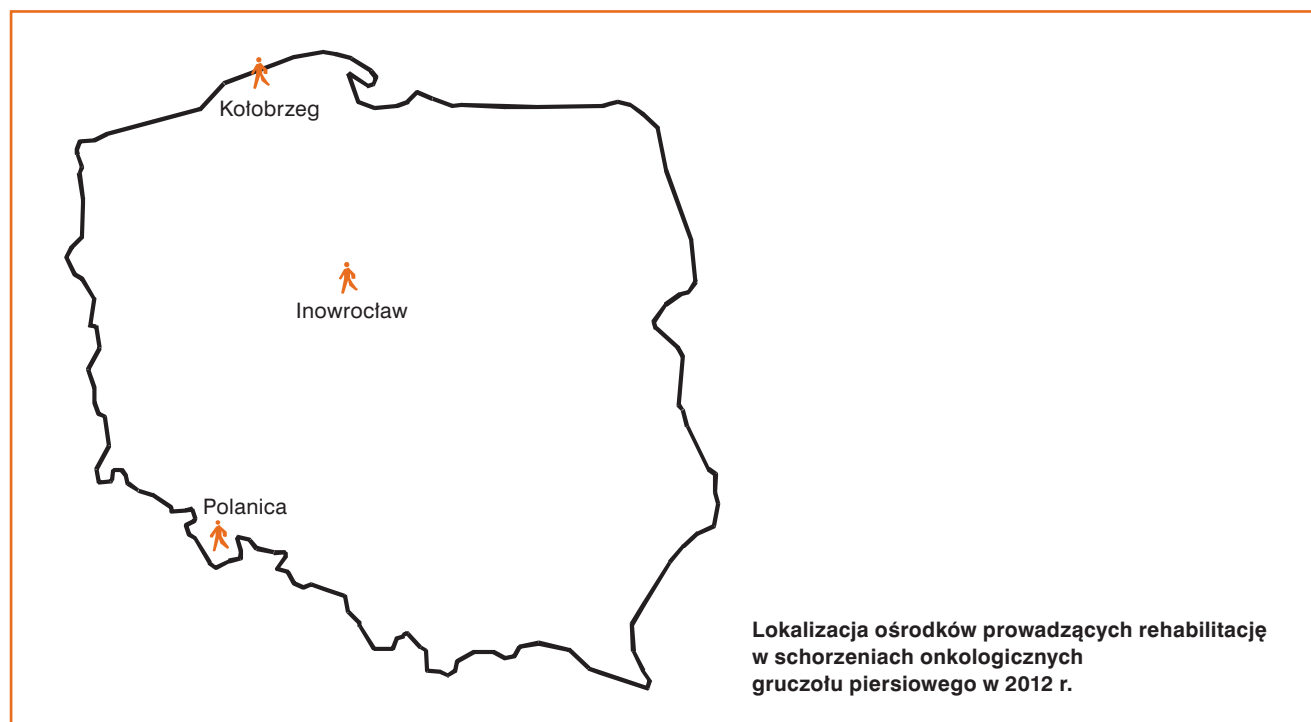 Kołobrzeg
Inowrocław
Polanica
Lokalizacja ośrodków prowadzących rehabilitację
w schorzeniach onkologicznych
gruczołu piersiowego w 2012 r.